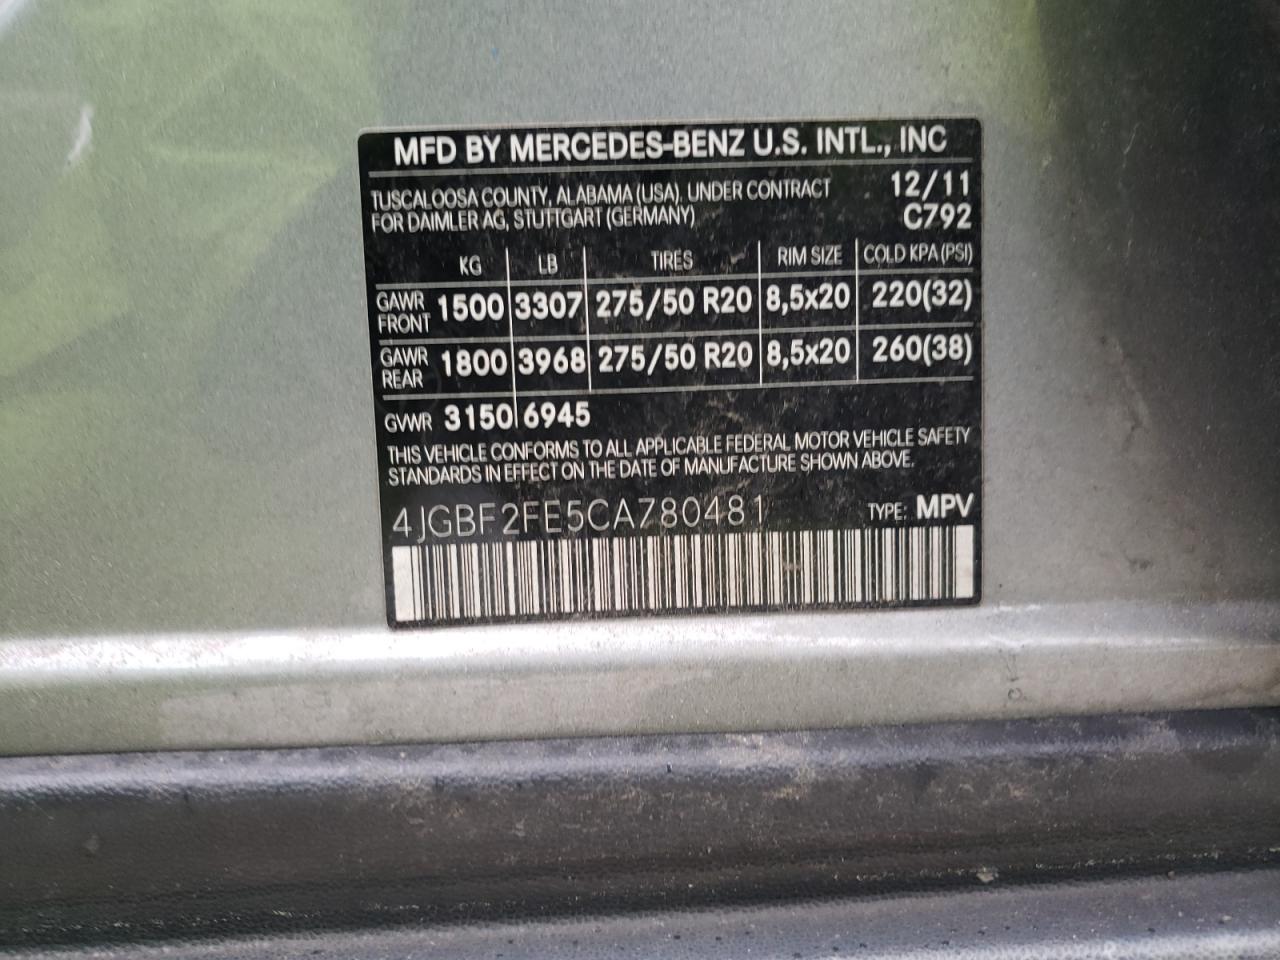 MFD BY MERCEDES-BENZ U.S. INTL., INC
TUSCALOOSA COUNTY, ALABAMA (USA), UNDER CONTRACT 12/11
FOR DAIMLER AG, STUTTGART (GERMANY) C792
KG LB TIRES RIM SIZE COLD KPA (PSI)
GAWR FRONT 1500 3307 275/50 R20 8,5x20 220(32)
GAWR REAR 1800 3968 275/50 R20 8,5x20 260(38)
GVWR 3150 6945
THIS VEHICLE CONFORMS TO ALL APPLICABLE FEDERAL MOTOR VEHICLE SAFETY
STANDARDS IN EFFECT ON THE DATE OF MANUFACTURE SHOWN ABOVE.
4JGBF2FE5CA780481 TYPE: MPV